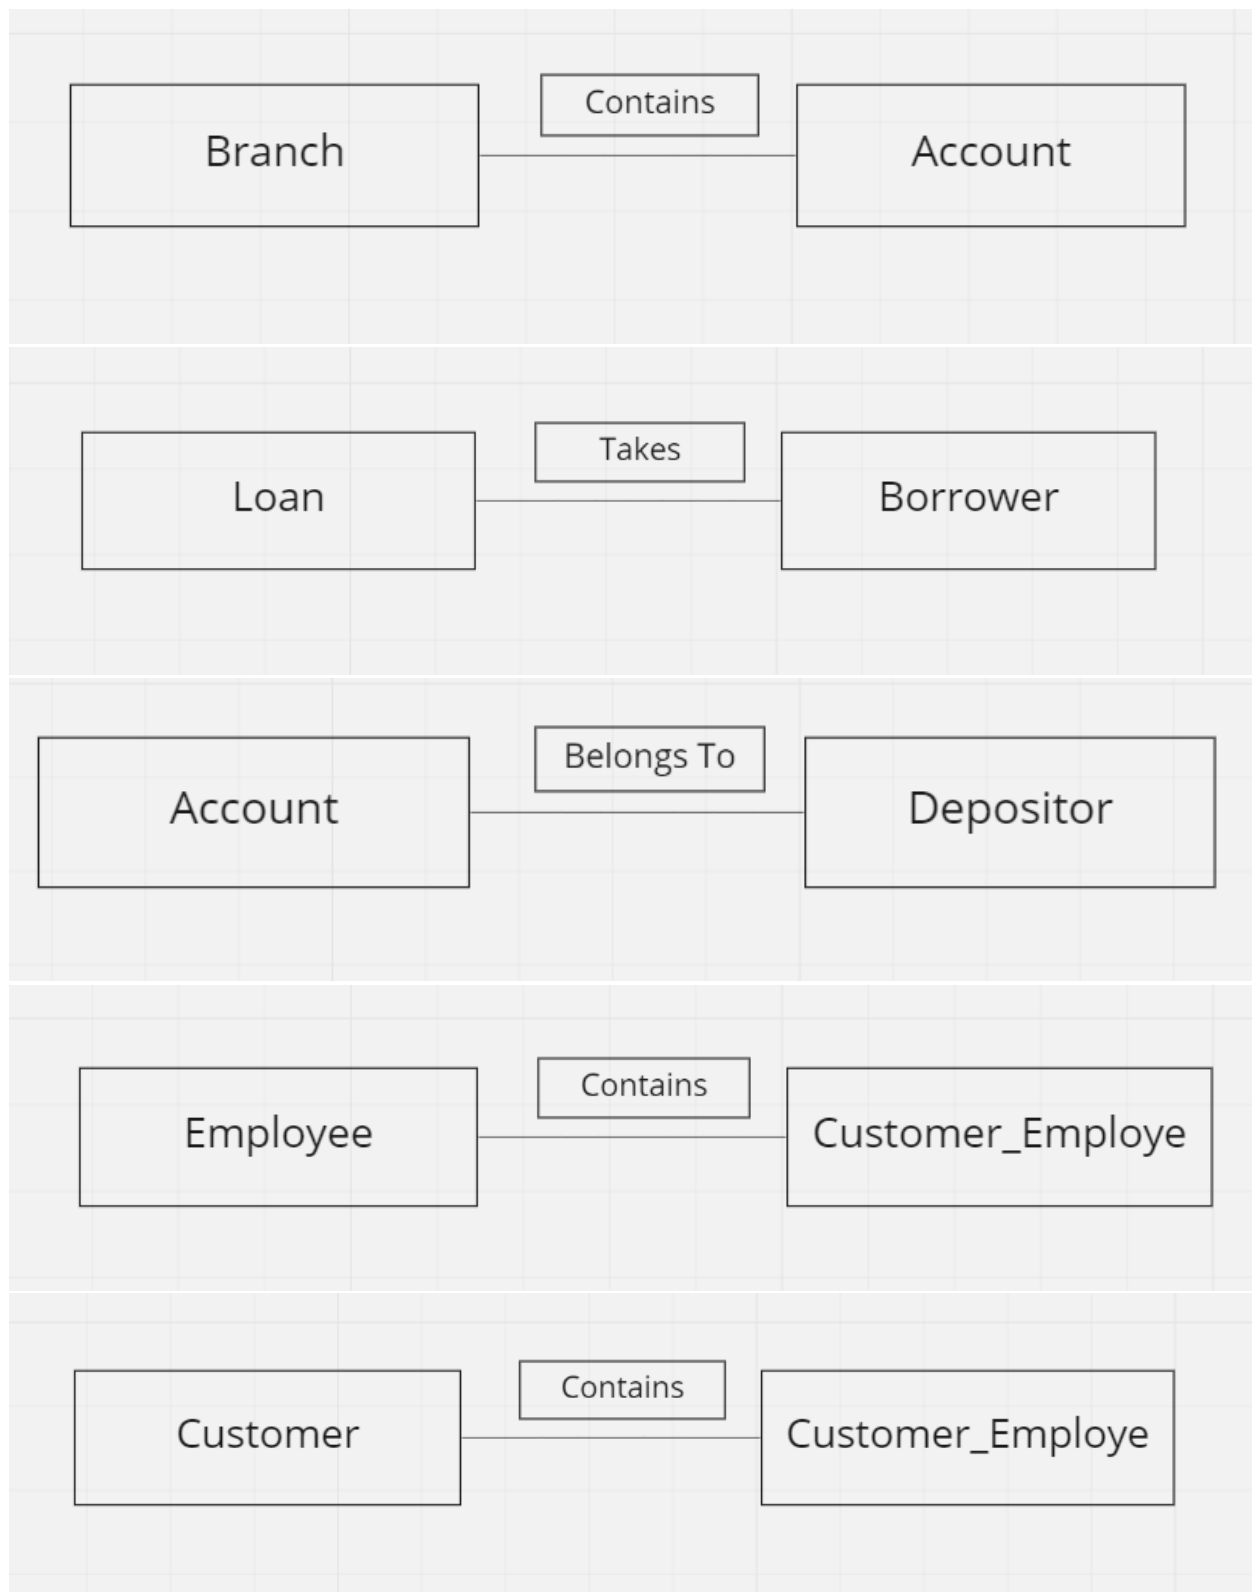 Branch
Contains
Account
Loan
Takes
Borrower
Account
Belongs To
Depositor
Employee
Contains
Customer_Employe
Customer
Contains
Customer_Employe